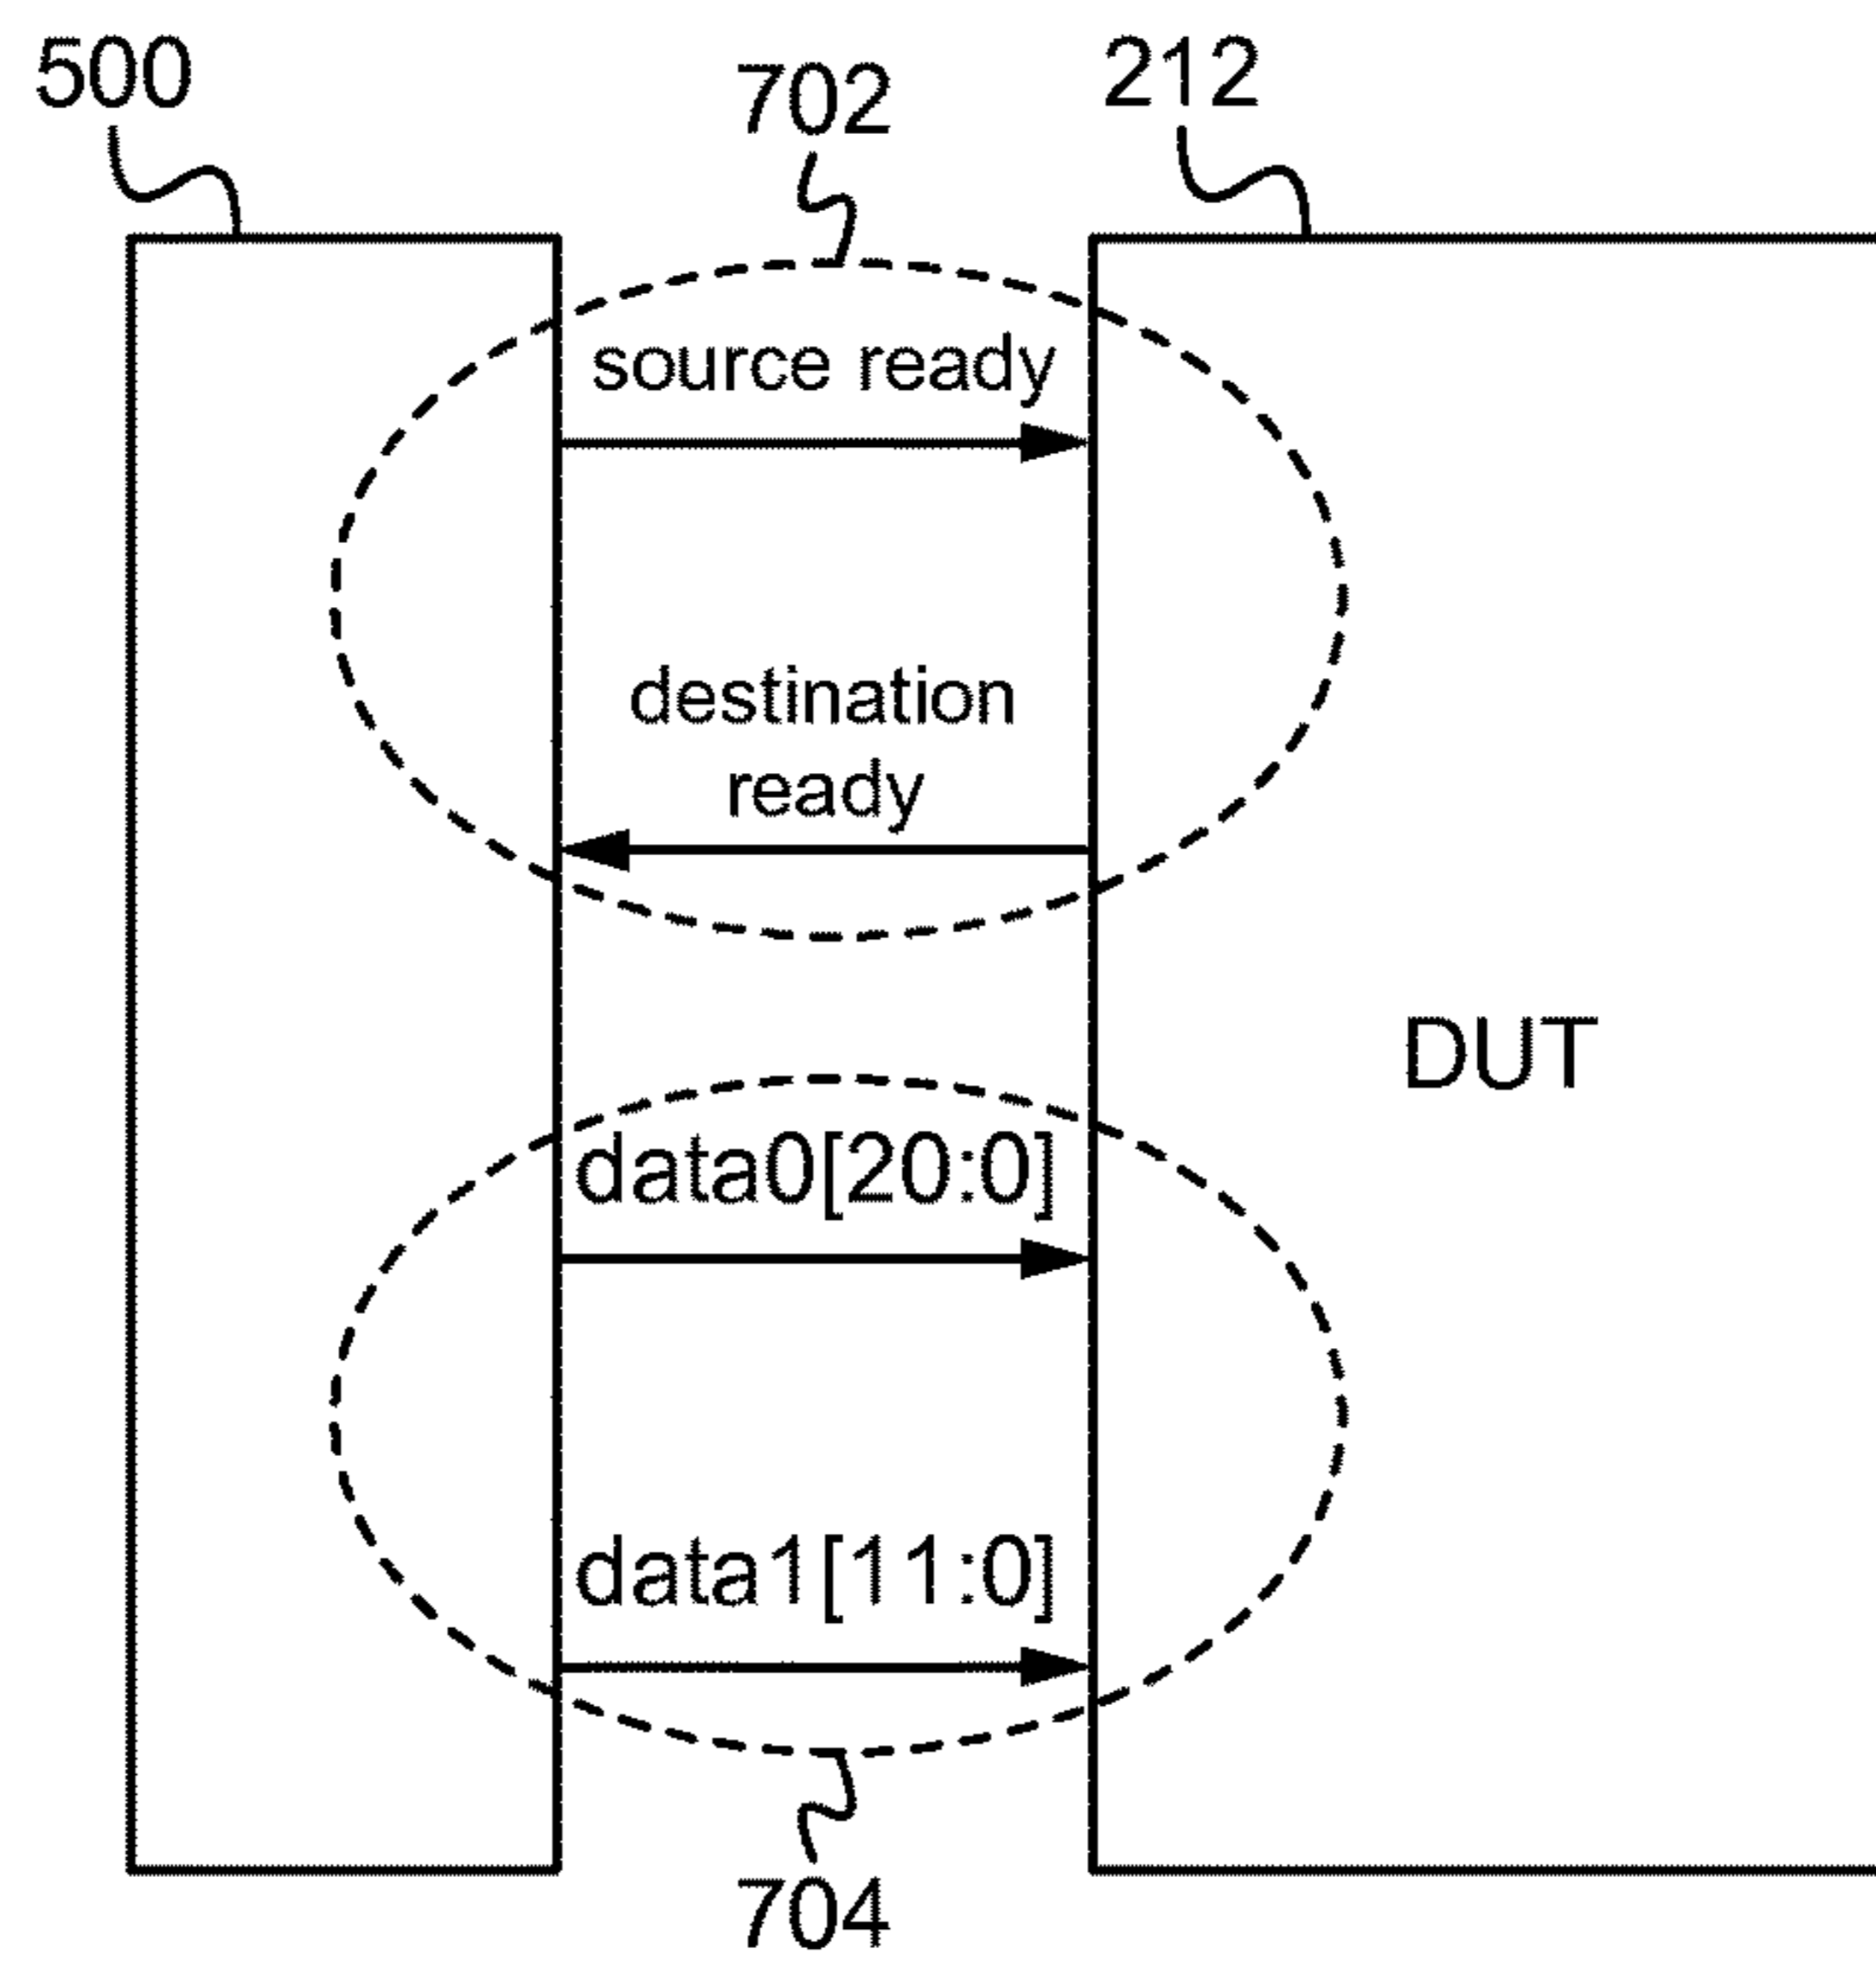 500
702
212
source ready
destination
ready
DUT
data0[20:0]
data1[11:0]
704